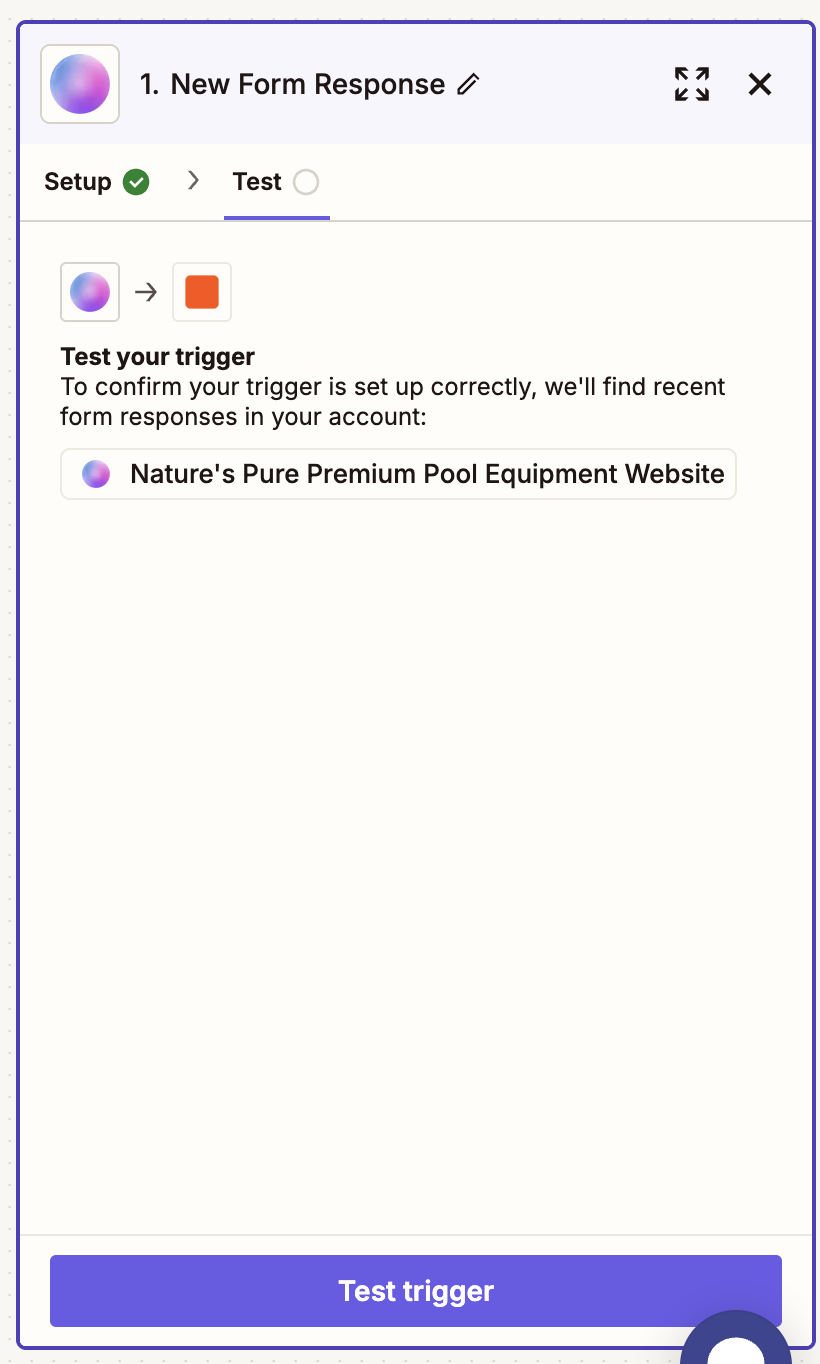 1. New Form Response
Setup
Test
Test your trigger
To confirm your trigger is set up correctly, we'll find recent
form responses in your account:
Nature's Pure Premium Pool Equipment Website
Test trigger